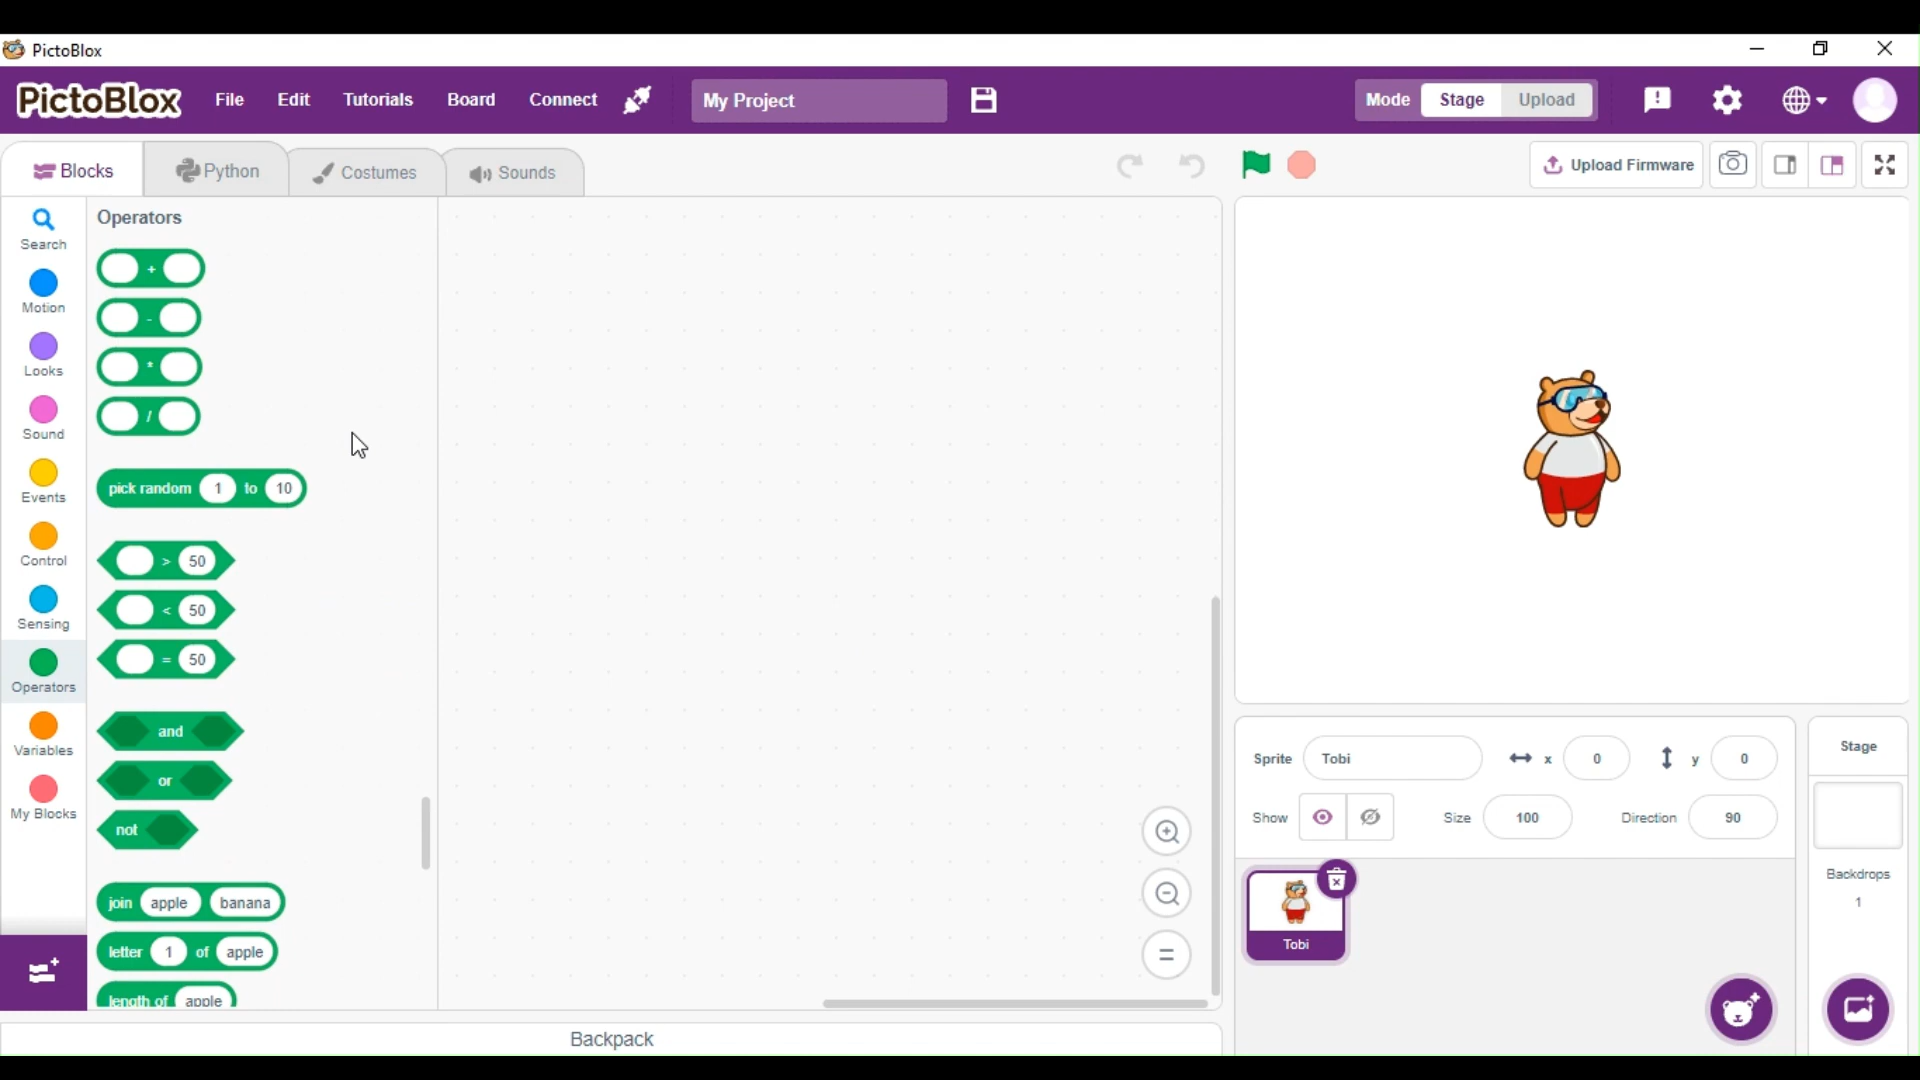 PictoBlox
PictoBlox File Edit Tutorials Board Connect My Project Mode Stage Upload
Blocks Python Costumes Sounds Upload Firmware
Search
Motion
Looks
Sound
Events
Control
Sensing
Operators
Variables
My Blocks
Operators
+
-
*
/
pick random 1 to 10
> 50
< 50
= 50
and
or
not
join apple banana
letter 1 of apple
length of apple
Backpack
Sprite Tobi x 0 y 0
Show Size 100 Direction 90
Tobi
Stage
Backdrops
1